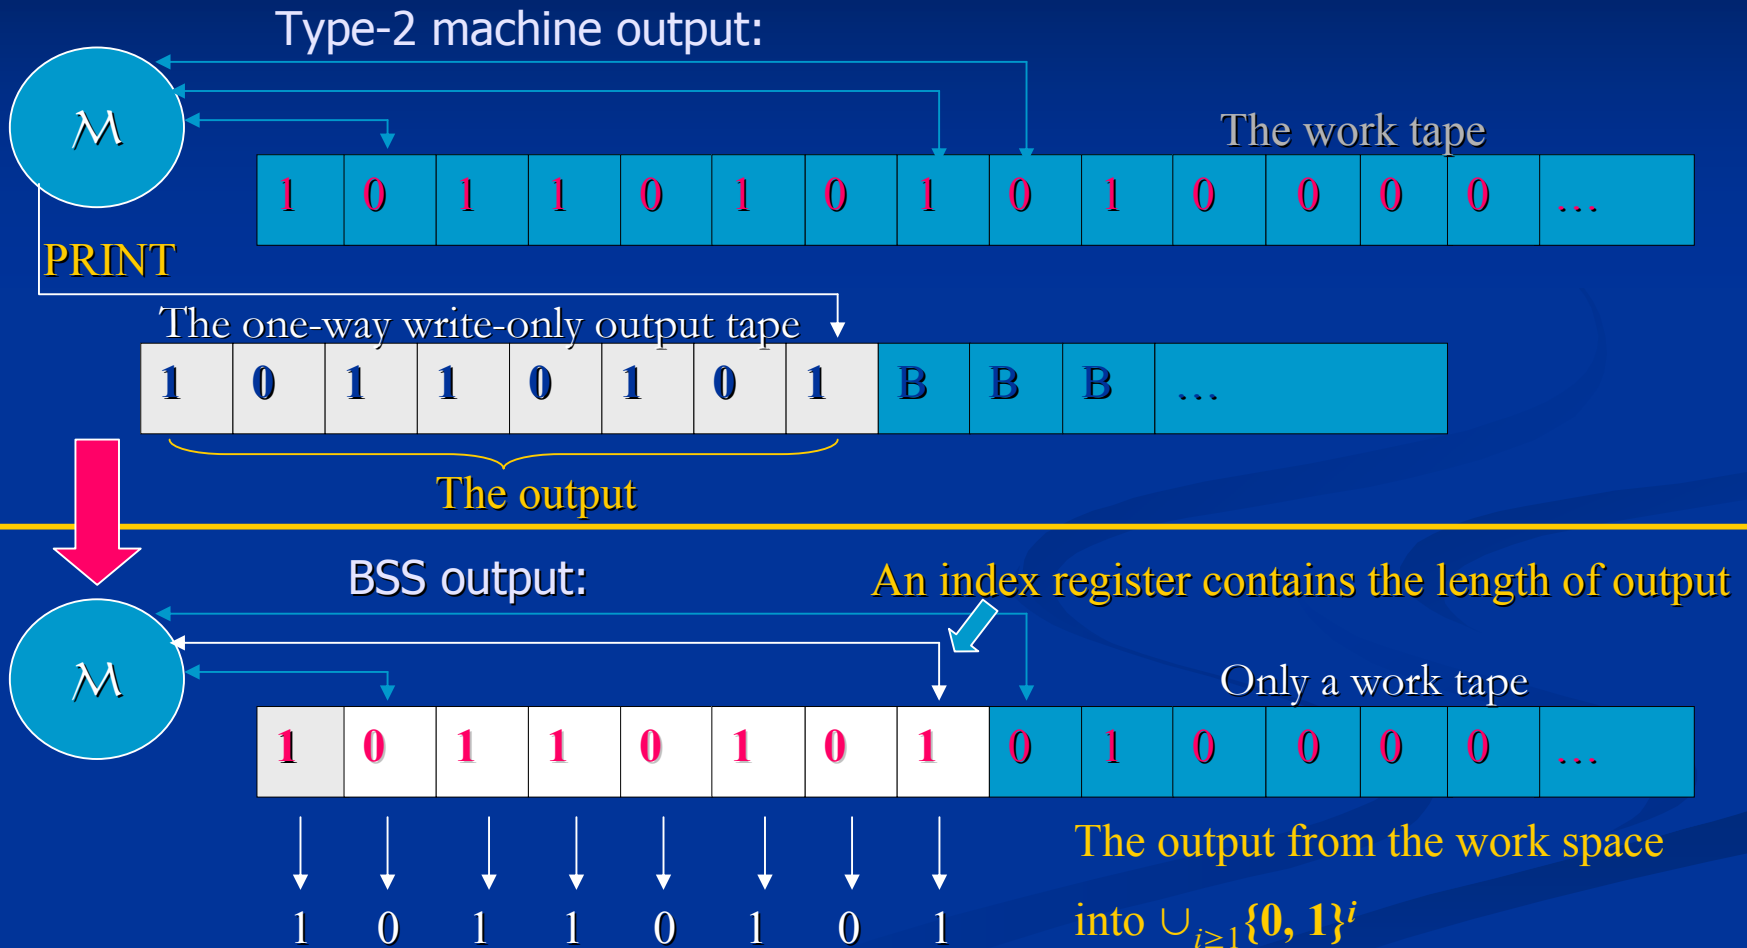 Type-2 machine output:
M
The work tape
1 0 1 1 0 1 0 1 0 1 0 0 0 0 …
PRINT
The one-way write-only output tape
1 0 1 1 0 1 0 1 B B B …
The output
BSS output:
An index register contains the length of output
M
Only a work tape
1 0 1 1 0 1 0 1 0 1 0 0 0 0 …
The output from the work space
1 0 1 1 0 1 0 1
into ∪i≥1{0, 1}i